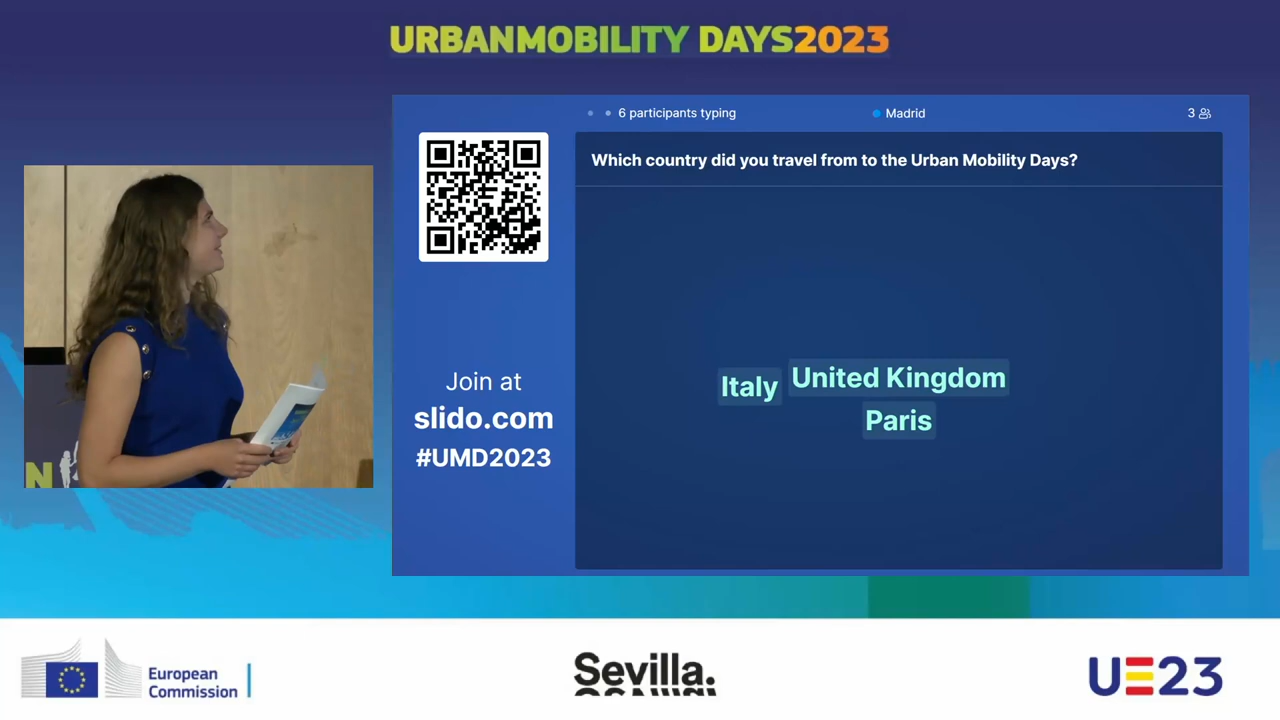 URBANMOBILITY DAYS2023
6 participants typing
Madrid
3
Which country did you travel from to the Urban Mobility Days?
Italy
United Kingdom
Paris
Join at
slido.com
#UMD2023
N
European
Commission
Sevilla.
UE23